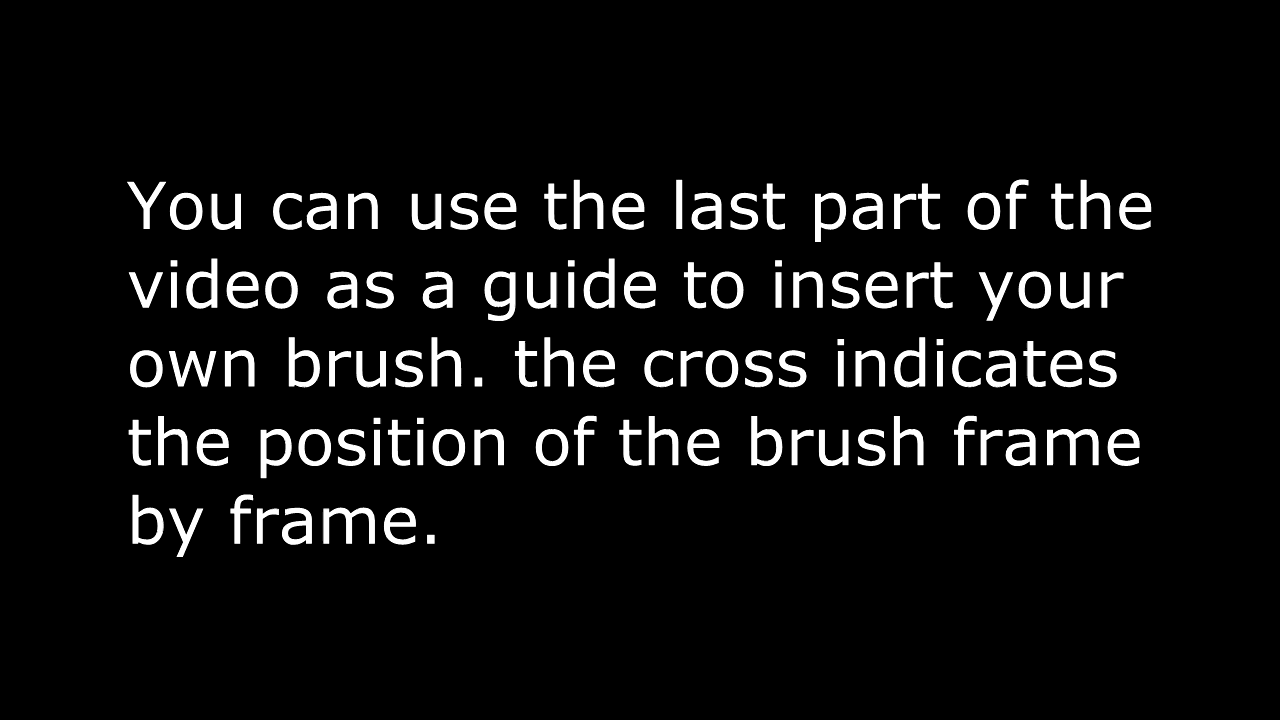 You can use the last part of the
video as a guide to insert your
own brush. the cross indicates
the position of the brush frame
by frame.